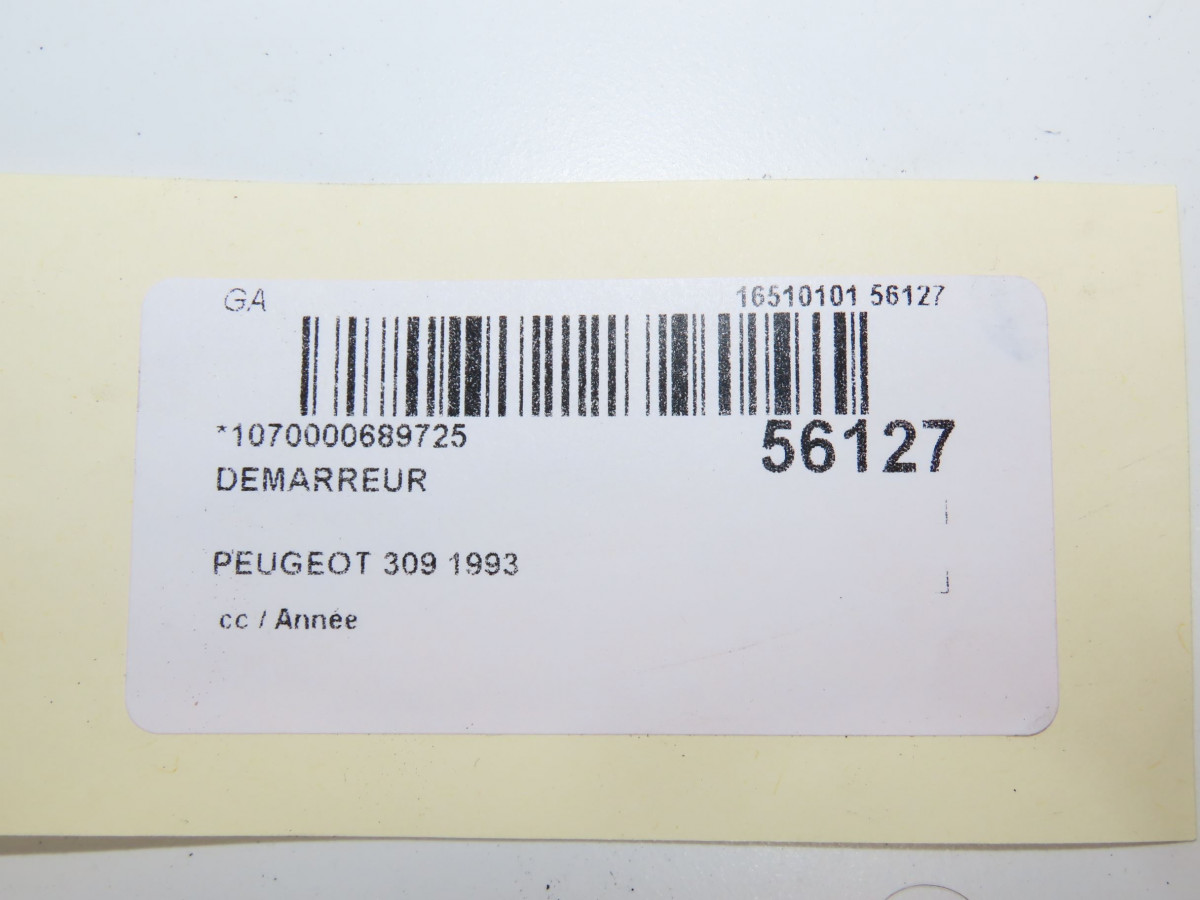 GA 16510101 56127
*1070000689725 56127
DEMARREUR
PEUGEOT 309 1993
cc / Année